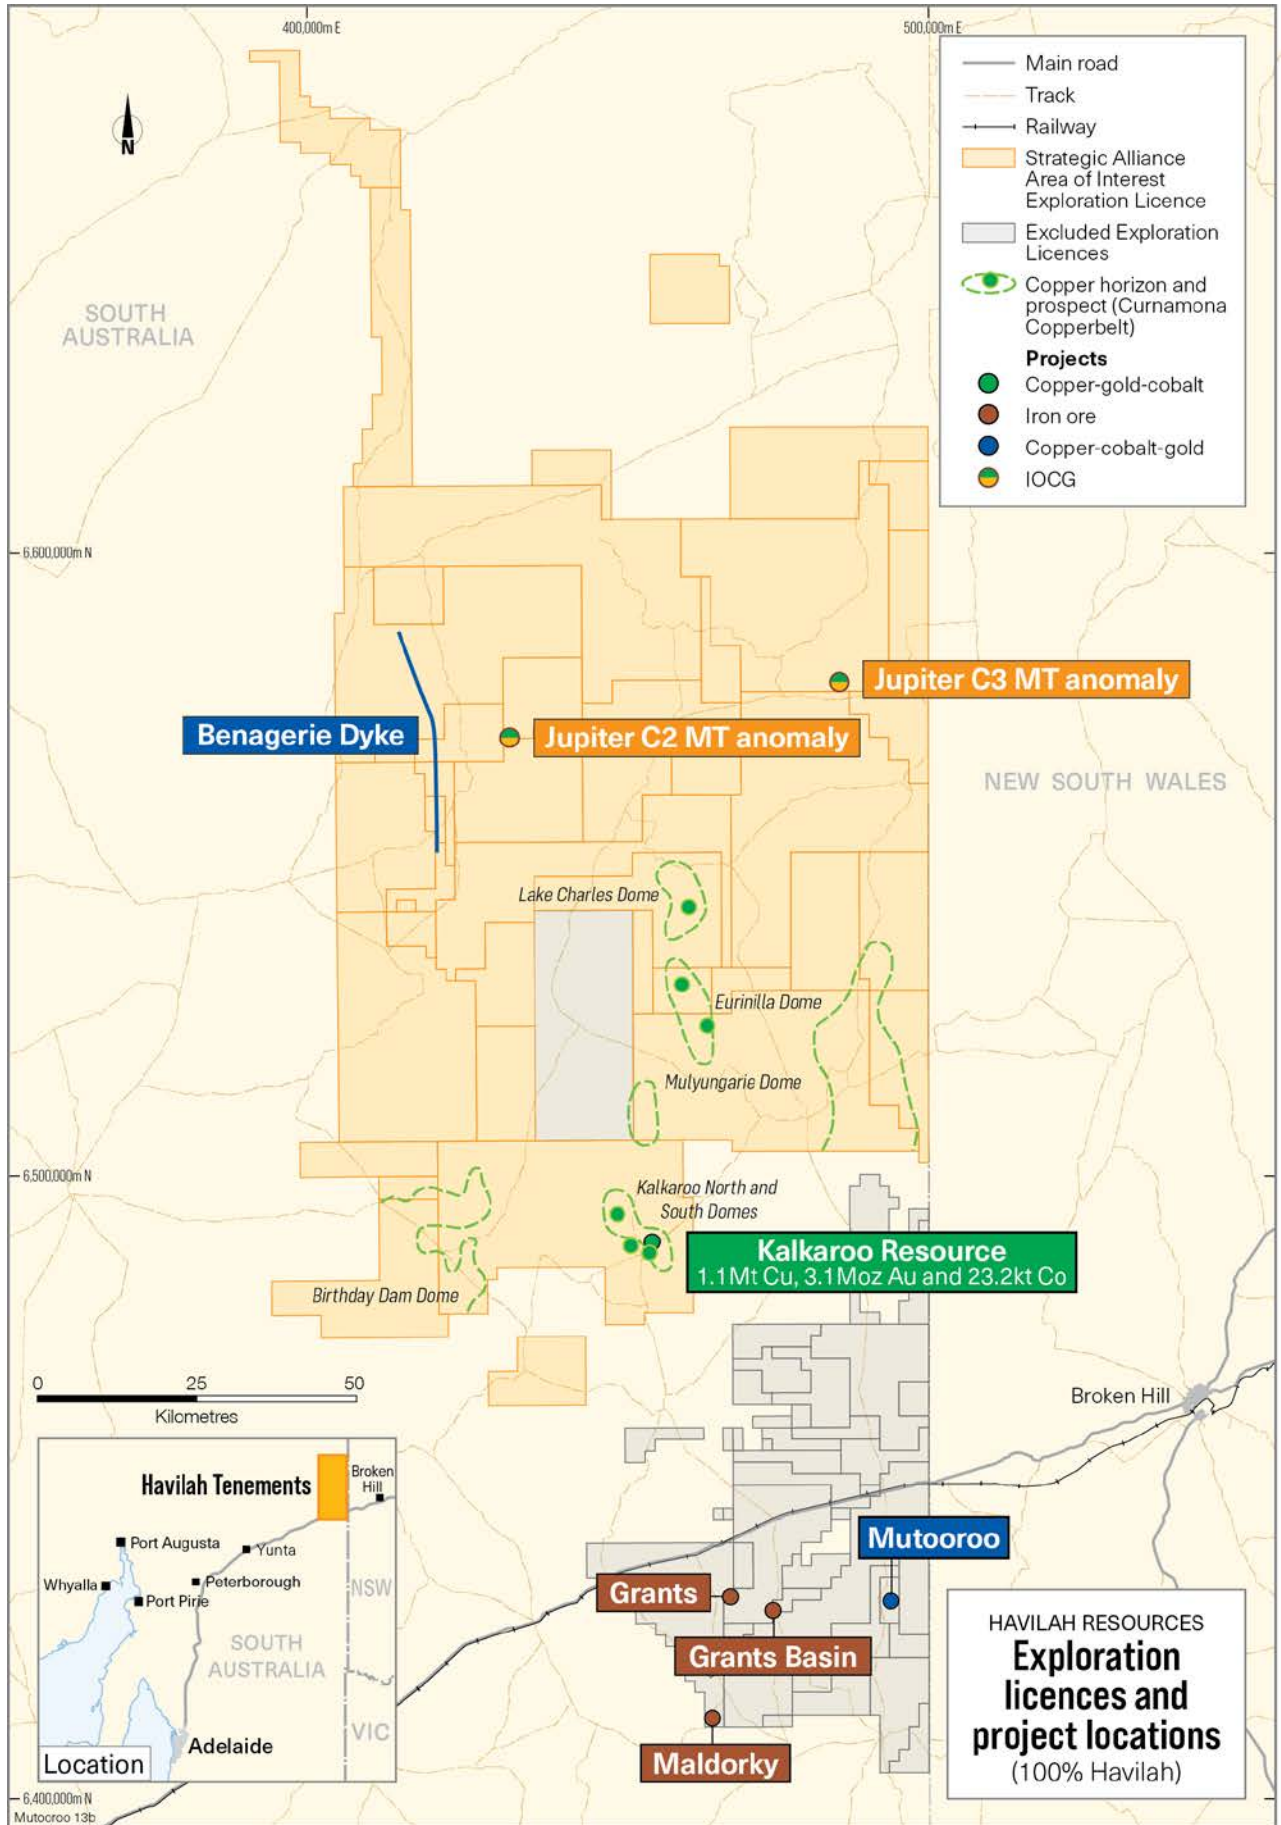 400,000m E
500,000m E
Main road
Track
Railway
Strategic Alliance
Area of Interest
Exploration Licence
Excluded Exploration
Licences
Copper horizon and
prospect (Curnamona
Copperbelt)
Projects
Copper-gold-cobalt
Iron ore
Copper-cobalt-gold
IOCG
N
SOUTH
AUSTRALIA
6,600,000m N
Jupiter C3 MT anomaly
Benagerie Dyke
Jupiter C2 MT anomaly
NEW SOUTH WALES
Lake Charles Dome
Eurinilla Dome
Mulyungarie Dome
6,500,000m N
Kalkaroo North and
South Domes
Kalkaroo Resource
1.1Mt Cu, 3.1Moz Au and 23.2kt Co
Birthday Dam Dome
0 25 50
Kilometres
Broken Hill
Havilah Tenements
Broken
Hill
Port Augusta
Yunta
Whyalla
Peterborough
Port Pirie
NSW
SOUTH
AUSTRALIA
VIC
Adelaide
Location
Mutooroo
Grants
Grants Basin
Maldorky
HAVILAH RESOURCES
Exploration
licences and
project locations
(100% Havilah)
6,400,000m N
Mutooroo 13b